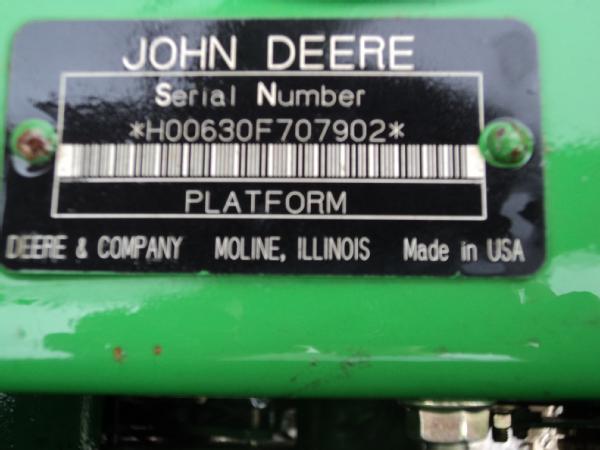 JOHN DEERE
Serial Number
*H00630F707902*
PLATFORM
DEERE & COMPANY MOLINE, ILLINOIS Made in USA